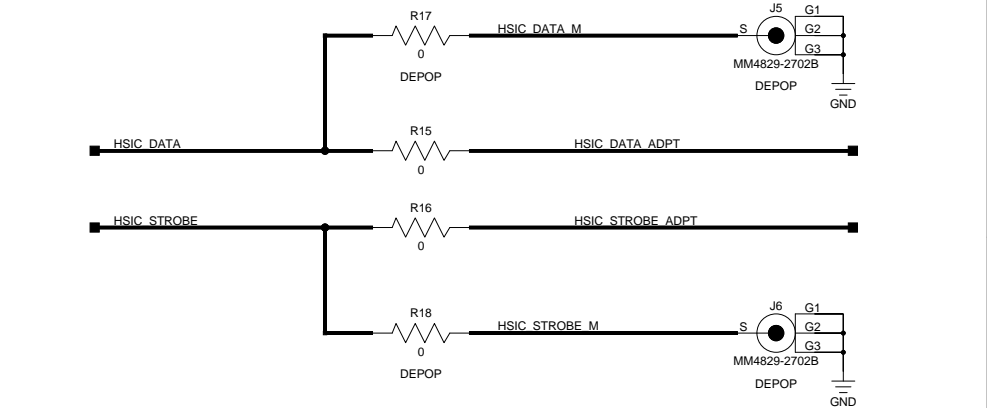 R17
0
DEPOP
HSIC_DATA_M
S
J5
G1
G2
G3
MM4829-2702B
DEPOP
GND
HSIC_DATA
R15
0
HSIC_DATA_ADPT
HSIC_STROBE
R16
0
HSIC_STROBE_ADPT
R18
0
DEPOP
HSIC_STROBE_M
S
J6
G1
G2
G3
MM4829-2702B
DEPOP
GND